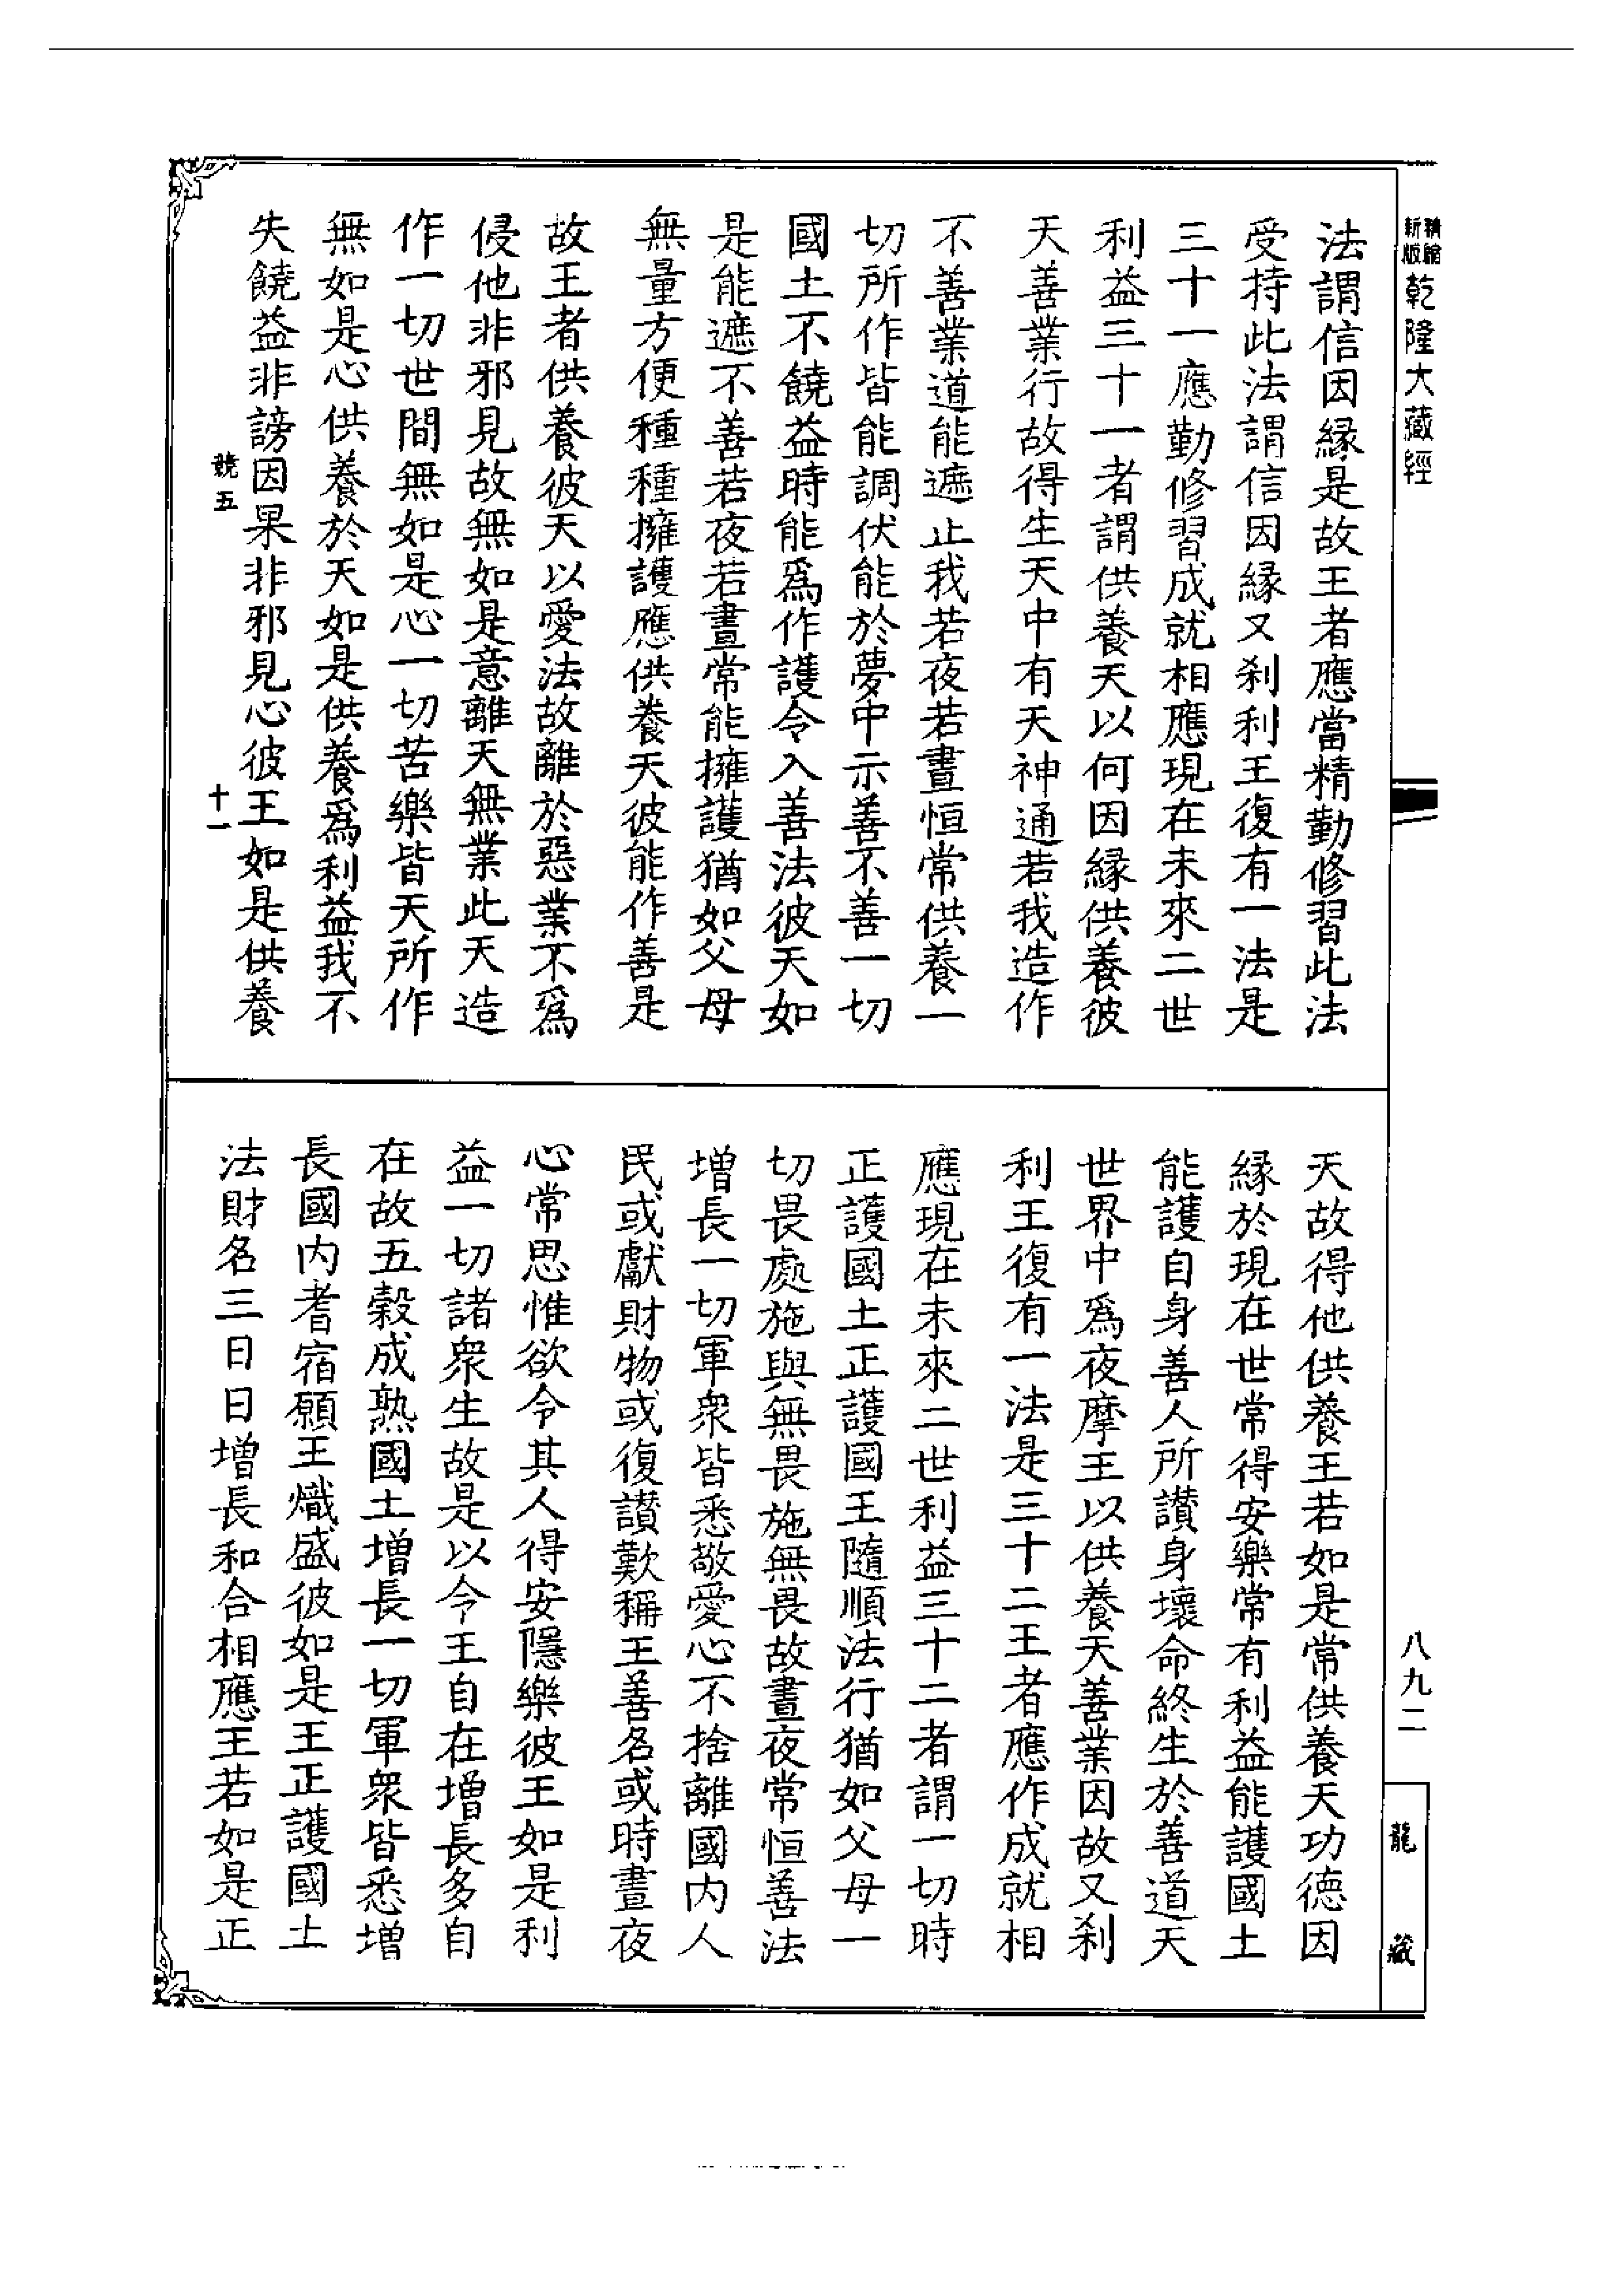 精縮
新版
乾隆大藏經
法謂信因緣是故王者應當精勤修習此法
受持此法謂信因緣又刹利王復有一法是
三十一應勤修習成就相應現在未來二世
利益三十一者謂供養天以何因緣供養彼
天善業行故得生天中有天神通若我造作
不善業道能遮止我若夜若晝恒常供養一
切所作皆能調伏能於夢中示善不善一切
國土不饒益時能爲作護令入善法彼天如
是能遮不善若夜若晝常能擁護猶如父母
無量方便種種擁護應供養天彼能作善是
故王者供養彼天以愛法故離於惡業不爲
侵他非邪見故無如是意離天無業此天造
作一切世間無如是心一切苦樂皆天所作
無如是心供養於天如是供養爲利益我不
失饒益非謗因果非邪見心彼王如是供養
競五
十一
天故得他供養王若如是常供養天功德因
緣於現在世常得安樂常有利益能護國土
能護自身善人所讃身壞命終生於善道天
世界中爲夜摩王以供養天善業因故又刹
利王復有一法是三十二王者應作成就相
應現在未來二世利益三十二者謂一切時
正護國土正護國王隨順法行猶如父母一
切畏處施與無畏施無畏故晝夜常恒善法
增長一切軍衆皆悉敬愛心不捨離國内人
民或獻財物或復讃歎稱王善名或時晝夜
心常思惟欲令其人得安隱樂彼王如是利
益一切諸衆生故是以今王自在增長多自
在故五穀成熟國土增長一切軍衆皆悉增
長國内耆宿願王熾盛彼如是王正護國土
法財名三日日增長和合相應王若如是正
八九二
龍藏